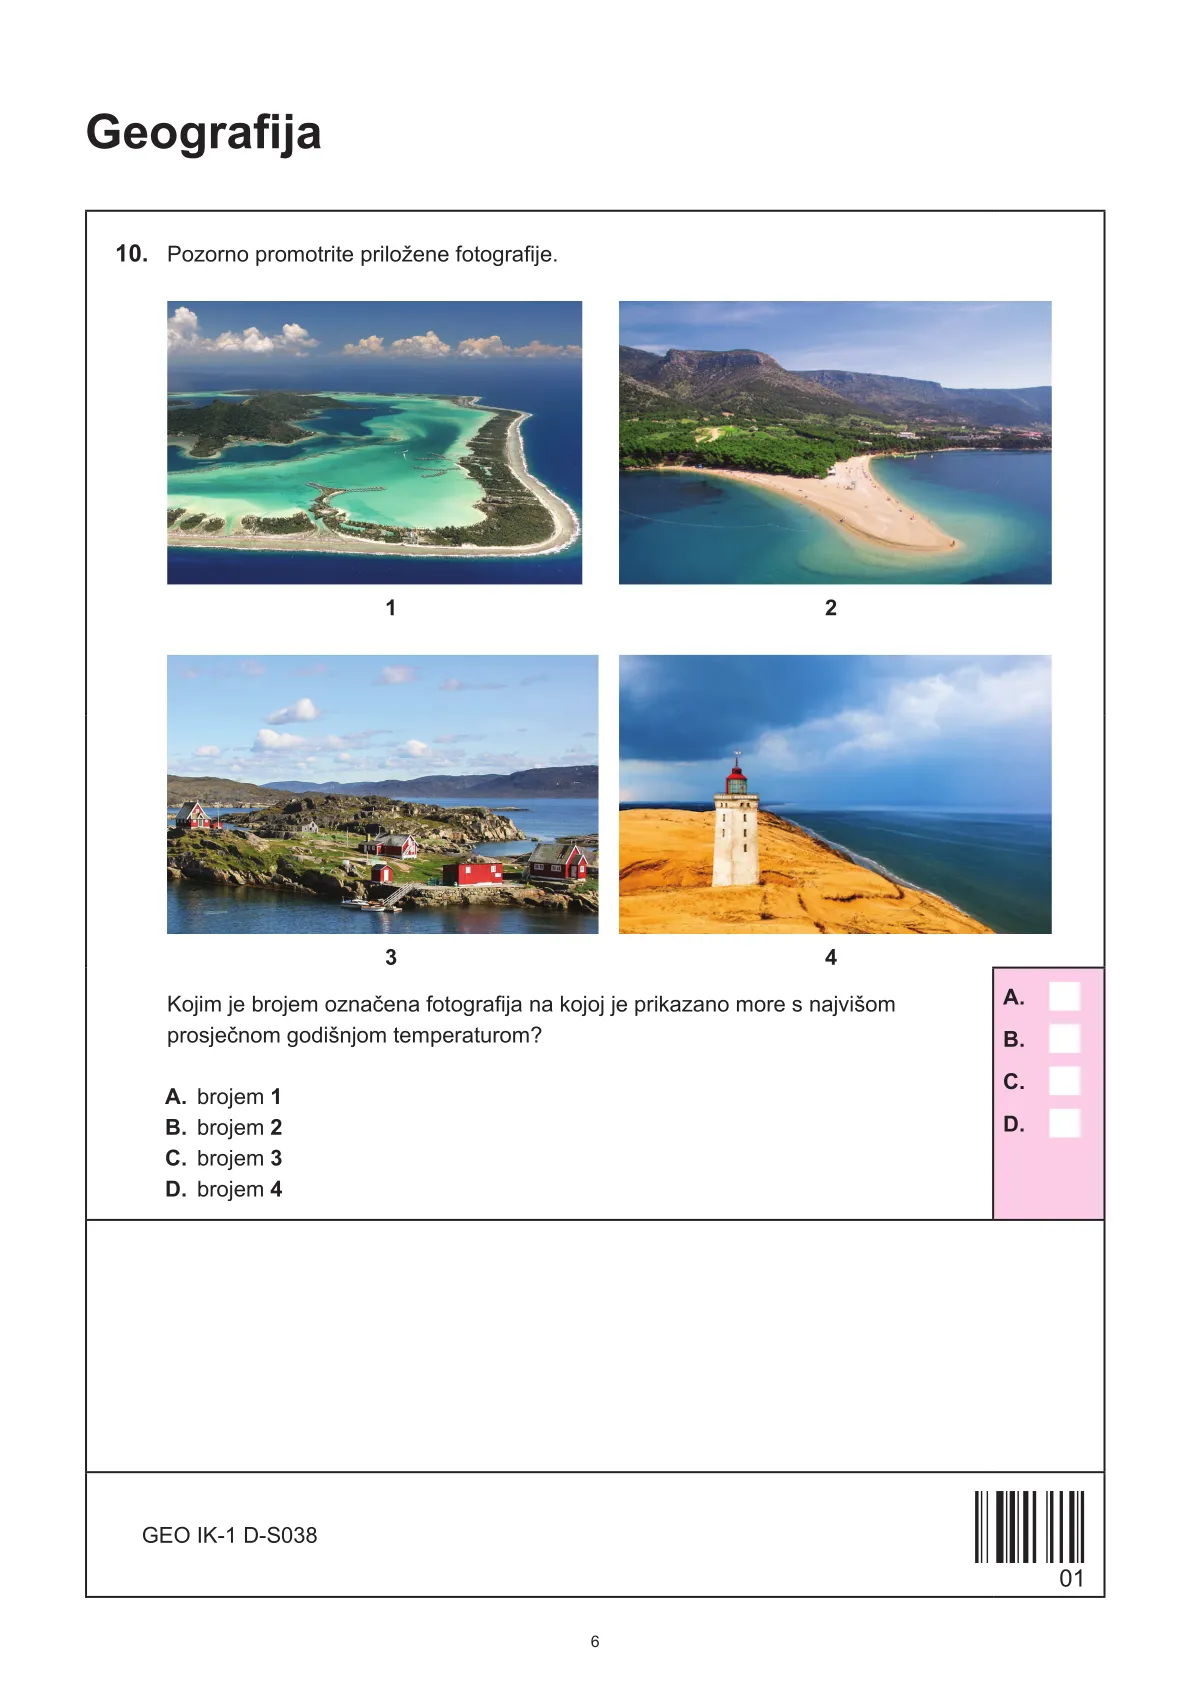 Geografija
10. Pozorno promotrite priložene fotografije.
1
2
3
4
Kojim je brojem označena fotografija na kojoj je prikazano more s najvišom
prosječnom godišnjom temperaturom?
A. brojem 1
B. brojem 2
C. brojem 3
D. brojem 4
A.
B.
C.
D.
GEO IK-1 D-S038
01
6